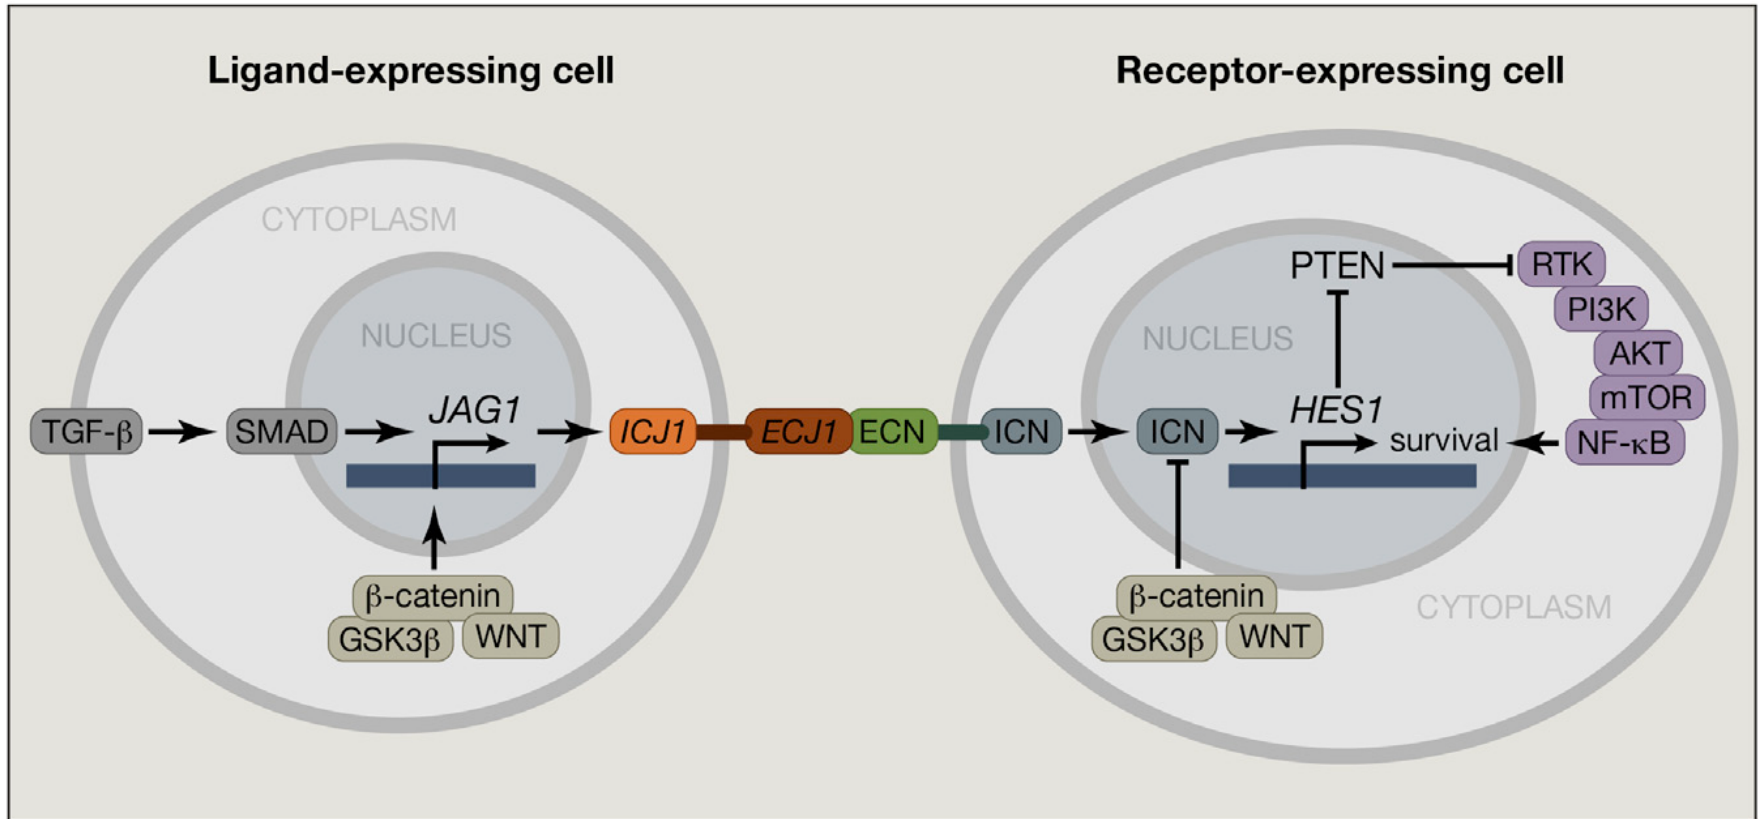 Ligand-expressing cell
Receptor-expressing cell
CYTOPLASM
NUCLEUS
TGF-β
SMAD
JAG1
ICJ1
ECJ1
ECN
ICN
β-catenin
GSK3β
WNT
PTEN
RTK
PI3K
AKT
mTOR
NF-κB
NUCLEUS
ICN
HES1
survival
β-catenin
GSK3β
WNT
CYTOPLASM